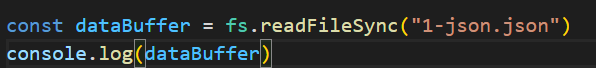 const dataBuffer = fs.readFileSync("1-json.json")
console.log(dataBuffer)